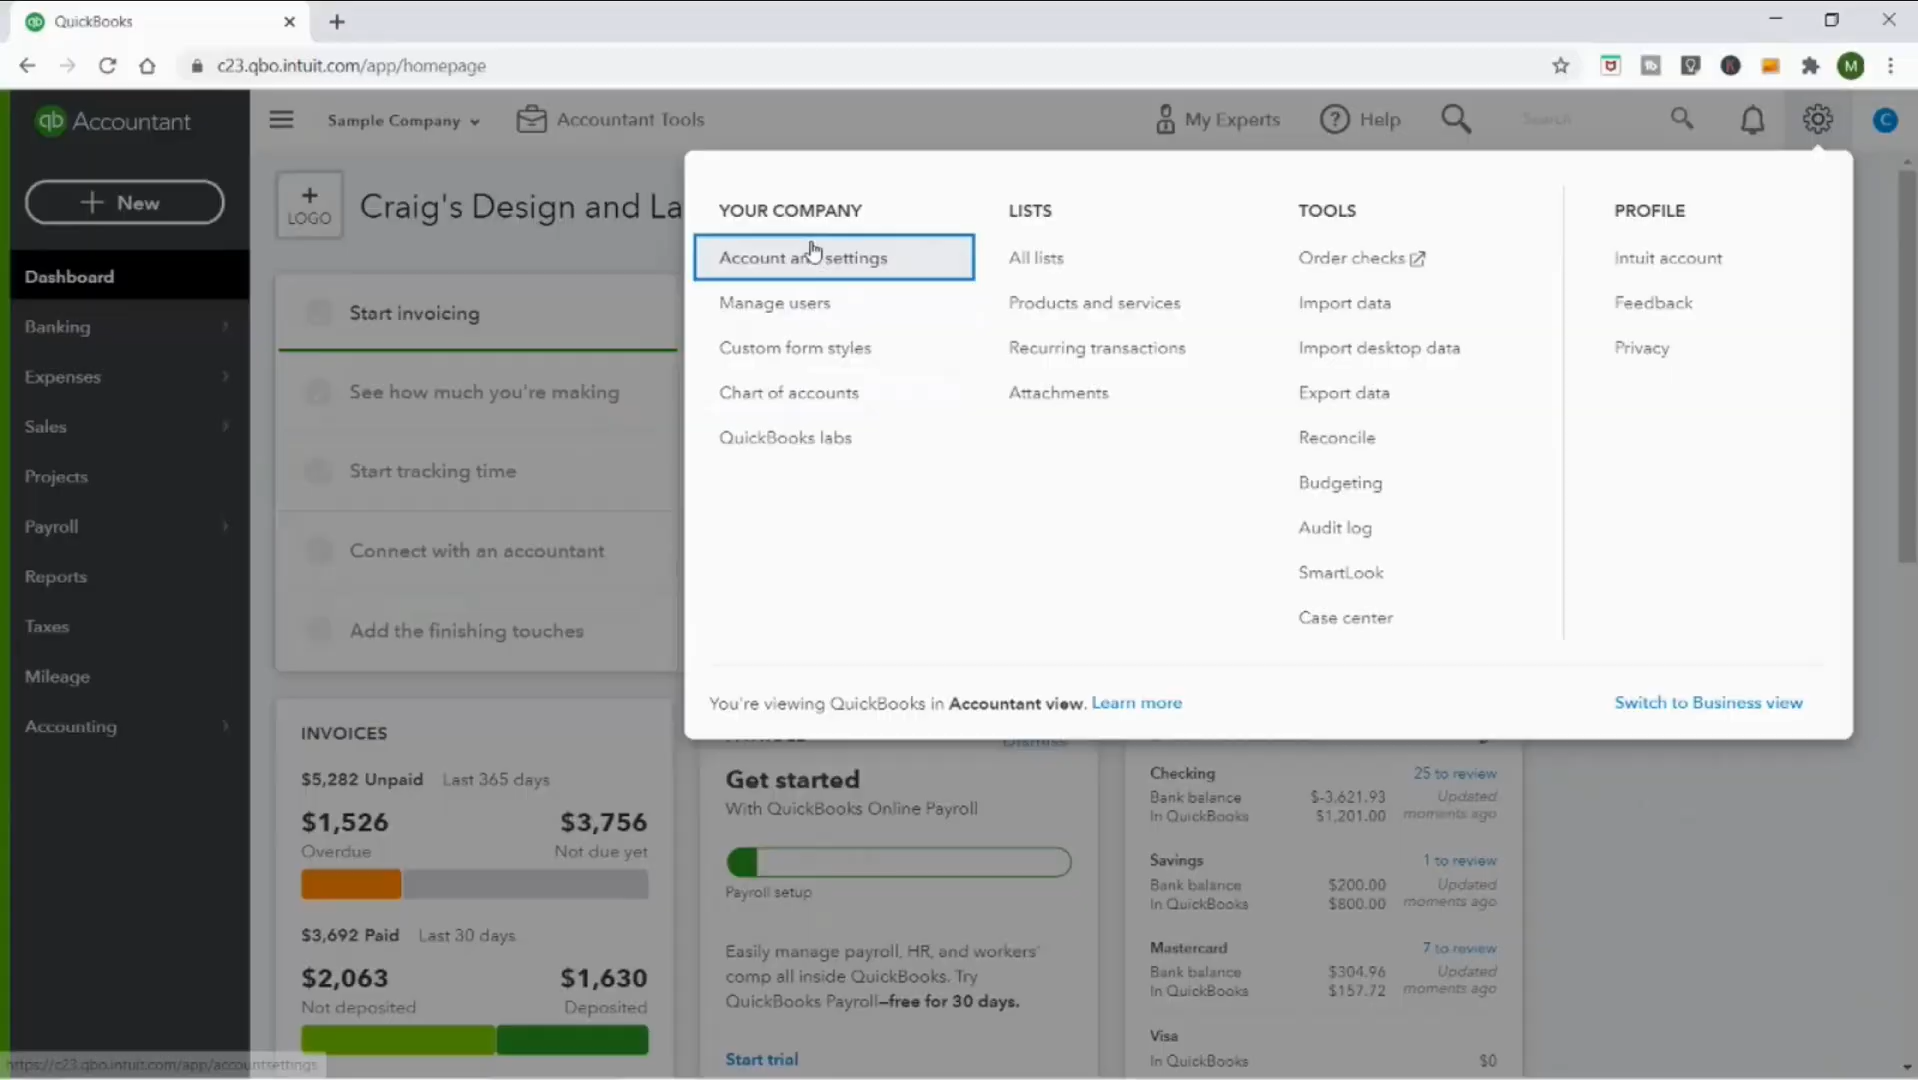 QuickBooks
c23.qbo.intuit.com/app/homepage
M
qb Accountant
Sample Company
Accountant Tools
My Experts
Help
Search
C
New
+ LOGO
Craig's Design and La
Dashboard
Banking
Expenses
Sales
Projects
Payroll
Reports
Taxes
Mileage
Accounting
Start invoicing
See how much you're making
Start tracking time
Connect with an accountant
Add the finishing touches
YOUR COMPANY
Account and settings
Manage users
Custom form styles
Chart of accounts
QuickBooks labs
LISTS
All lists
Products and services
Recurring transactions
Attachments
TOOLS
Order checks
Import data
Import desktop data
Export data
Reconcile
Budgeting
Audit log
SmartLook
Case center
PROFILE
Intuit account
Feedback
Privacy
You're viewing QuickBooks in Accountant view. Learn more
Switch to Business view
INVOICES
$5,282 Unpaid Last 365 days
$1,526 $3,756
Overdue Not due yet
$3,692 Paid Last 30 days
$2,063 $1,630
Not deposited Deposited
Dismiss
Get started
With QuickBooks Online Payroll
Payroll setup
Easily manage payroll, HR, and workers'
comp all inside QuickBooks. Try
QuickBooks Payroll—free for 30 days.
Start trial
Checking 25 to review
Bank balance $-3,621.93 Updated
In QuickBooks $1,201.00 moments ago
Savings 1 to review
Bank balance $200.00 Updated
In QuickBooks $800.00 moments ago
Mastercard 7 to review
Bank balance $304.96 Updated
In QuickBooks $157.72 moments ago
Visa
In QuickBooks $0
https://c23.qbo.intuit.com/app/accountsettings